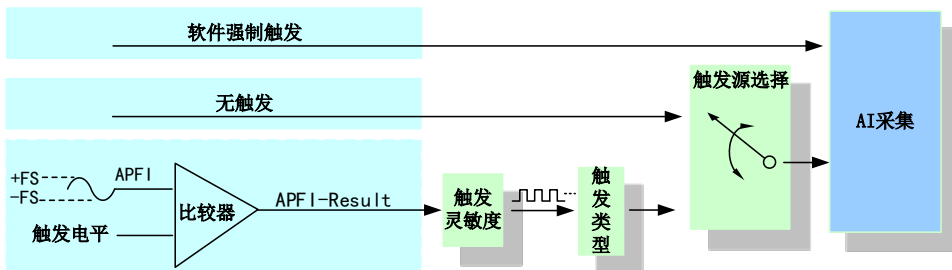 软件强制触发
触发源选择
无触发
AI采集
+FS
APFI
-FS
比较器
APFI-Result
触发电平
触发
灵敏度
触
发
类
型